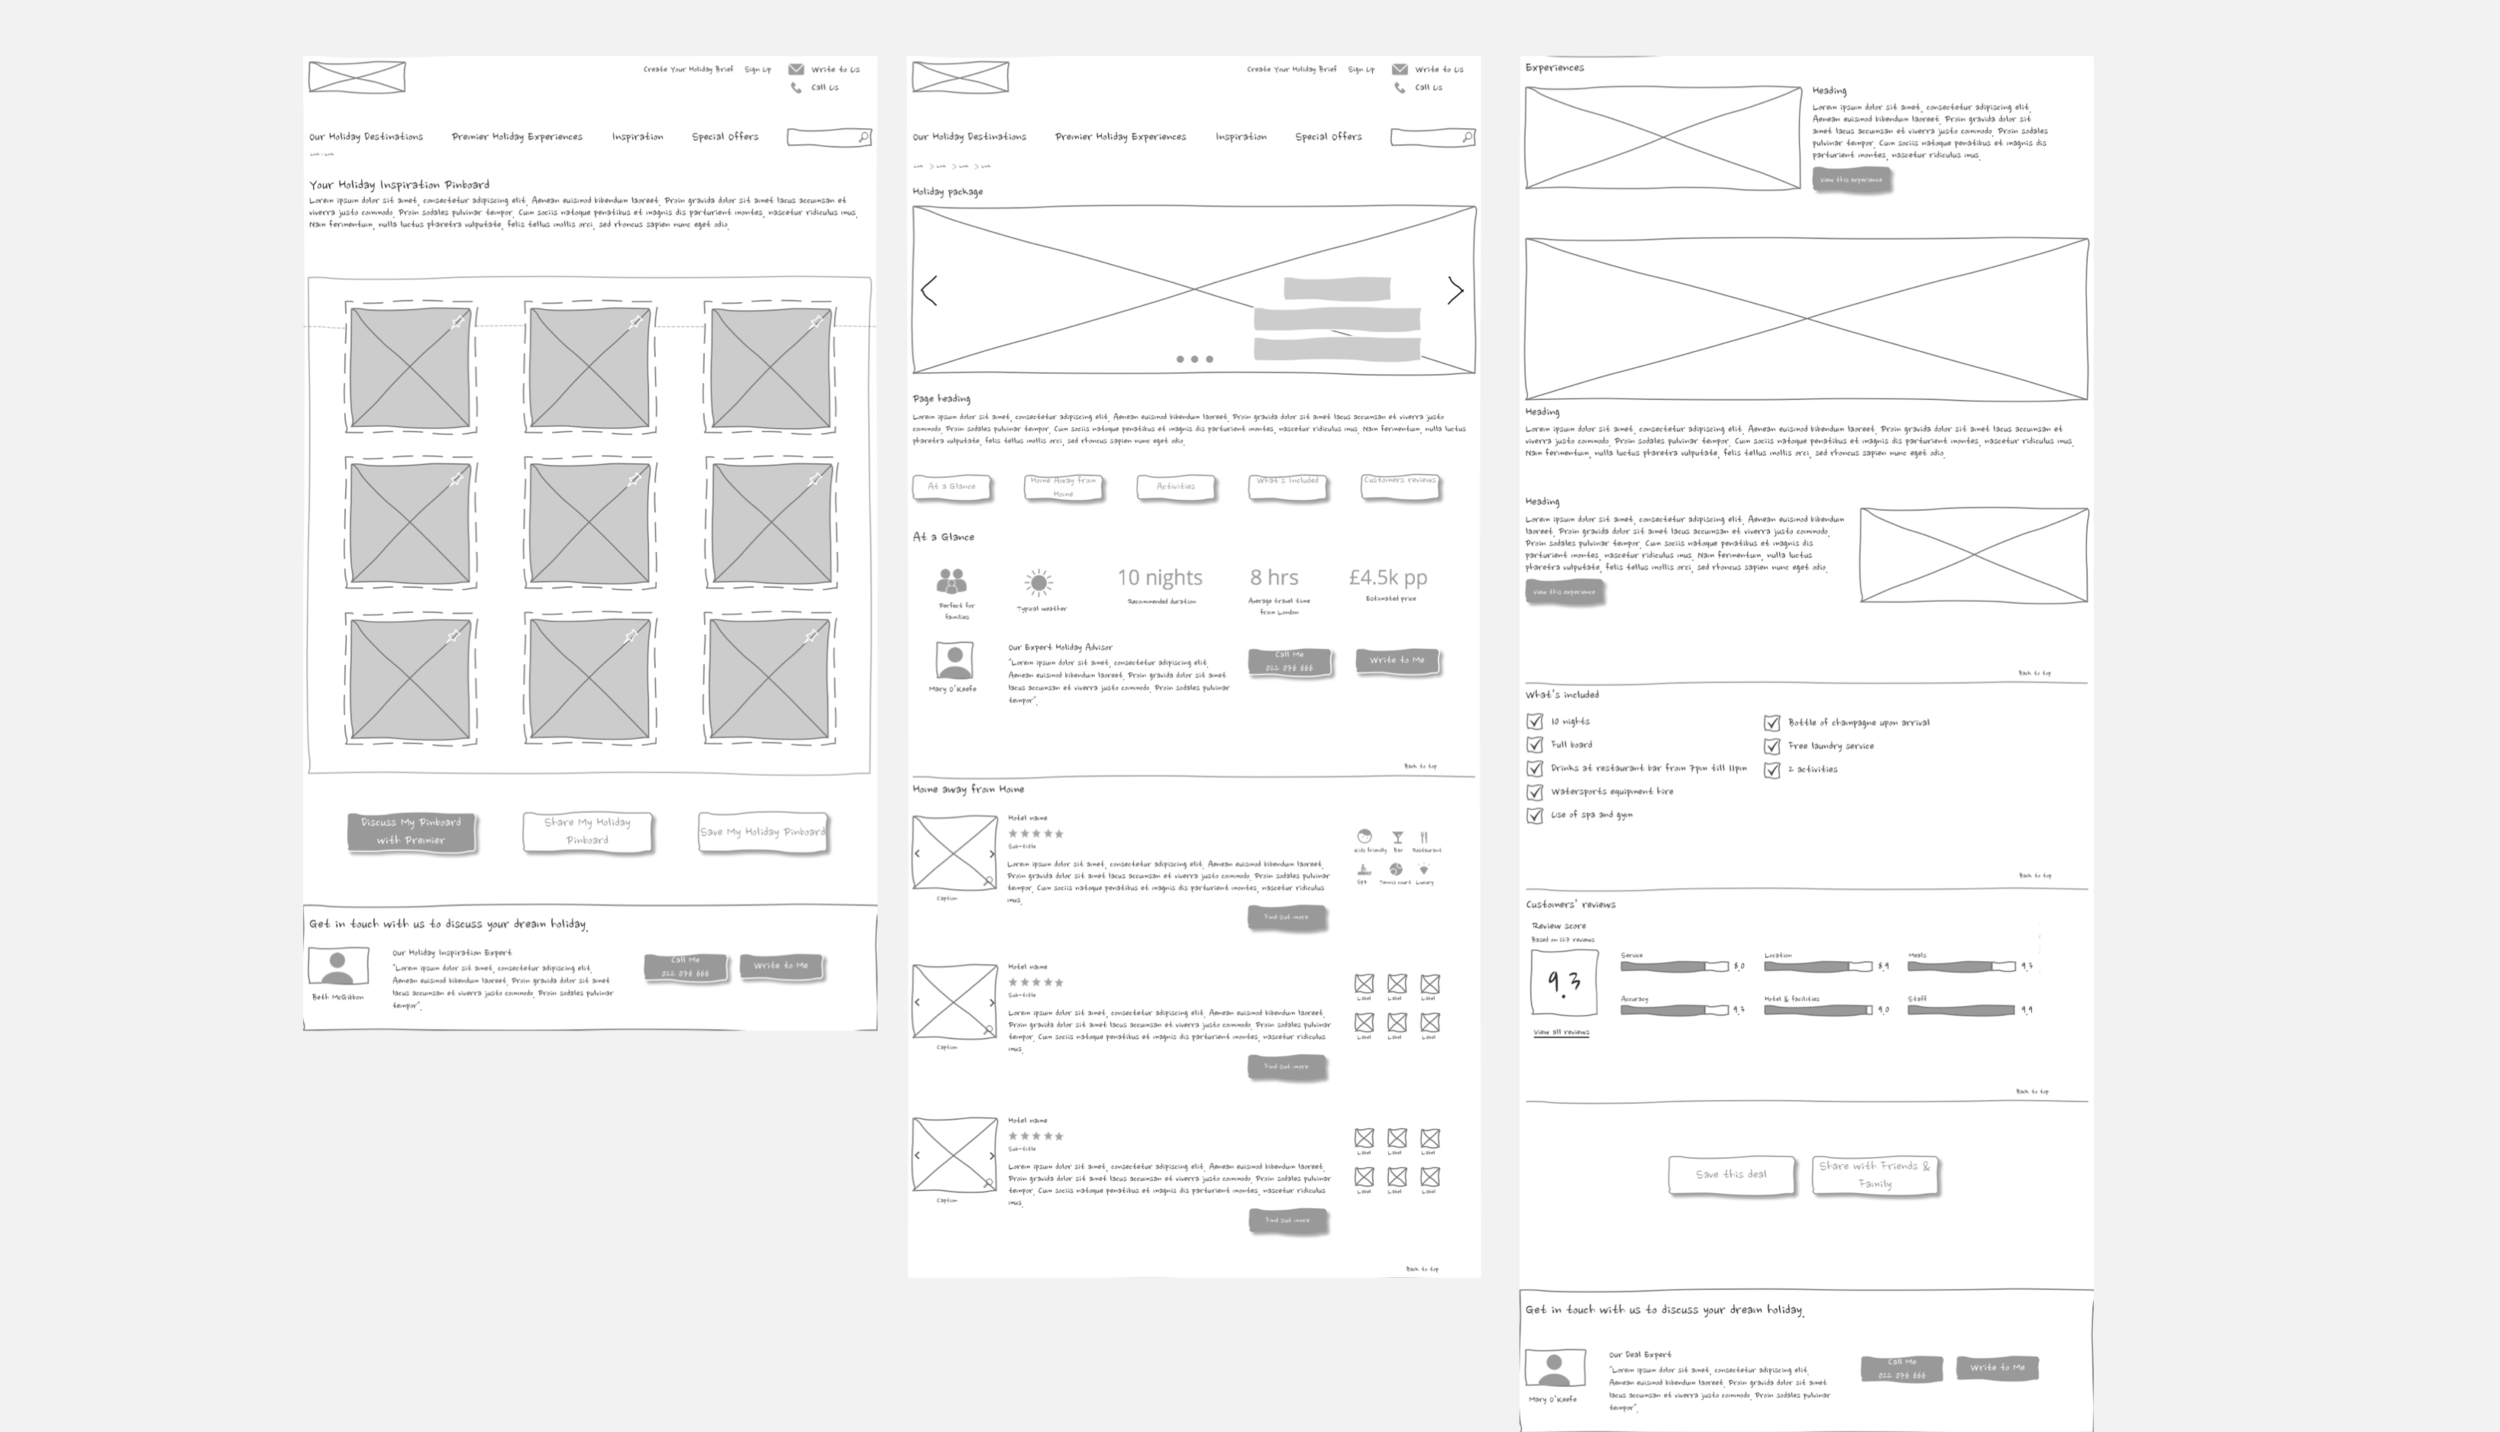 Create Your Holiday Brief Sign Up Write to Us
Call Us
Our Holiday Destinations Premier Holiday Experiences Inspiration Special Offers
Your Holiday Inspiration Pinboard
Lorem ipsum dolor sit amet, consectetur adipiscing elit. Aenean euismod bibendum laoreet. Proin gravida dolor sit amet lacus accumsan et
viverra justo commodo. Proin sodales pulvinar tempor. Cum sociis natoque penatibus et magnis dis parturient montes, nascetur ridiculus mus.
Nam fermentum, nulla luctus pharetra vulputate, felis tellus mollis orci, sed rhoncus sapien nunc eget odio.
Discuss My Pinboard
with Premier
Share My Holiday
Pinboard
Save My Holiday Pinboard
Get in touch with us to discuss your dream holiday.
Our Holiday Inspiration Expert
"Lorem ipsum dolor sit amet, consectetur adipiscing elit.
Aenean euismod bibendum laoreet. Proin gravida dolor sit amet
lacus accumsan et viverra justo commodo. Proin sodales pulvinar
tempor".
Beth McGibbon
Call Me
022 076 666
Write to Me
Create Your Holiday Brief Sign Up Write to Us
Call Us
Our Holiday Destinations Premier Holiday Experiences Inspiration Special Offers
Holiday package
Page heading
Lorem ipsum dolor sit amet, consectetur adipiscing elit. Aenean euismod bibendum laoreet. Proin gravida dolor sit amet lacus accumsan et viverra justo
commodo. Proin sodales pulvinar tempor. Cum sociis natoque penatibus et magnis dis parturient montes, nascetur ridiculus mus. Nam fermentum, nulla luctus
pharetra vulputate, felis tellus mollis orci, sed rhoncus sapien nunc eget odio.
At a Glance
Home Away from
Home
Activities
What's Included
Customers reviews
At a Glance
Perfect for
families
Typical weather
10 nights
Recommended duration
8 hrs
Average travel time
from London
£4.5k pp
Estimated price
Mary O'Keefe
Our Expert Holiday Advisor
"Lorem ipsum dolor sit amet, consectetur adipiscing elit.
Aenean euismod bibendum laoreet. Proin gravida dolor sit amet
lacus accumsan et viverra justo commodo. Proin sodales pulvinar
tempor".
Call Me
022 076 666
Write to Me
Back to top
Home away from Home
Hotel name
Sub-title
Lorem ipsum dolor sit amet, consectetur adipiscing elit. Aenean euismod bibendum laoreet.
Proin gravida dolor sit amet lacus accumsan et viverra justo commodo. Proin sodales pulvinar
tempor. Cum sociis natoque penatibus et magnis dis parturient montes, nascetur ridiculus
mus.
Caption
Kids friendly Bar Restaurant
Spa Tennis court Luxury
Find out more
Hotel name
Sub-title
Lorem ipsum dolor sit amet, consectetur adipiscing elit. Aenean euismod bibendum laoreet.
Proin gravida dolor sit amet lacus accumsan et viverra justo commodo. Proin sodales pulvinar
tempor. Cum sociis natoque penatibus et magnis dis parturient montes, nascetur ridiculus
mus.
Caption
Label Label Label
Label Label Label
Find out more
Hotel name
Sub-title
Lorem ipsum dolor sit amet, consectetur adipiscing elit. Aenean euismod bibendum laoreet.
Proin gravida dolor sit amet lacus accumsan et viverra justo commodo. Proin sodales pulvinar
tempor. Cum sociis natoque penatibus et magnis dis parturient montes, nascetur ridiculus
mus.
Caption
Label Label Label
Label Label Label
Find out more
Back to top
Experiences
Heading
Lorem ipsum dolor sit amet, consectetur adipiscing elit.
Aenean euismod bibendum laoreet. Proin gravida dolor sit
amet lacus accumsan et viverra justo commodo. Proin sodales
pulvinar tempor. Cum sociis natoque penatibus et magnis dis
parturient montes, nascetur ridiculus mus.
View this experience
Heading
Lorem ipsum dolor sit amet, consectetur adipiscing elit. Aenean euismod bibendum laoreet. Proin gravida dolor sit amet lacus accumsan et
viverra justo commodo. Proin sodales pulvinar tempor. Cum sociis natoque penatibus et magnis dis parturient montes, nascetur ridiculus mus.
Nam fermentum, nulla luctus pharetra vulputate, felis tellus mollis orci, sed rhoncus sapien nunc eget odio.
Heading
Lorem ipsum dolor sit amet, consectetur adipiscing elit. Aenean euismod bibendum
laoreet. Proin gravida dolor sit amet lacus accumsan et viverra justo commodo.
Proin sodales pulvinar tempor. Cum sociis natoque penatibus et magnis dis
parturient montes, nascetur ridiculus mus. Nam fermentum, nulla luctus
pharetra vulputate, felis tellus mollis orci, sed rhoncus sapien nunc eget odio.
View this experience
Back to top
What's included
10 nights
Full board
Drinks at restaurant bar from 7pm till 11pm
Watersports equipment hire
Use of spa and gym
Bottle of champagne upon arrival
Free laundry service
2 activities
Back to top
Customers' reviews
Review score
Based on 127 reviews
9.3
View all reviews
Service 8.0
Location 8.9
Meals 9.3
Accuracy 9.3
Hotel & facilities 9.0
Staff 9.9
Back to top
Save this deal
Share with Friends &
Family
Get in touch with us to discuss your dream holiday.
Our Deal Expert
"Lorem ipsum dolor sit amet, consectetur adipiscing elit.
Aenean euismod bibendum laoreet. Proin gravida dolor sit amet
lacus accumsan et viverra justo commodo. Proin sodales pulvinar
tempor".
Mary O'Keefe
Call Me
022 076 666
Write to Me